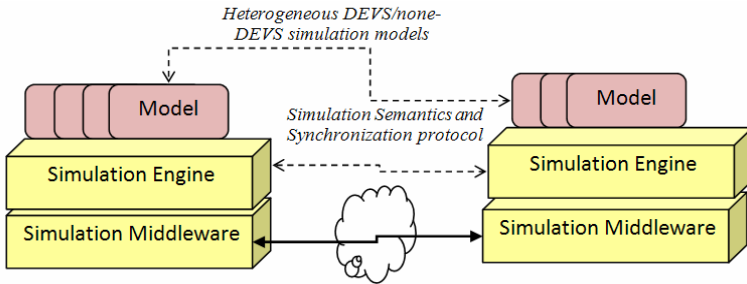 Heterogeneous DEVS/none-
DEVS simulation models
Model
Model
Simulation Semantics and
Synchronization protocol
Simulation Engine
Simulation Engine
Simulation Middleware
Simulation Middleware